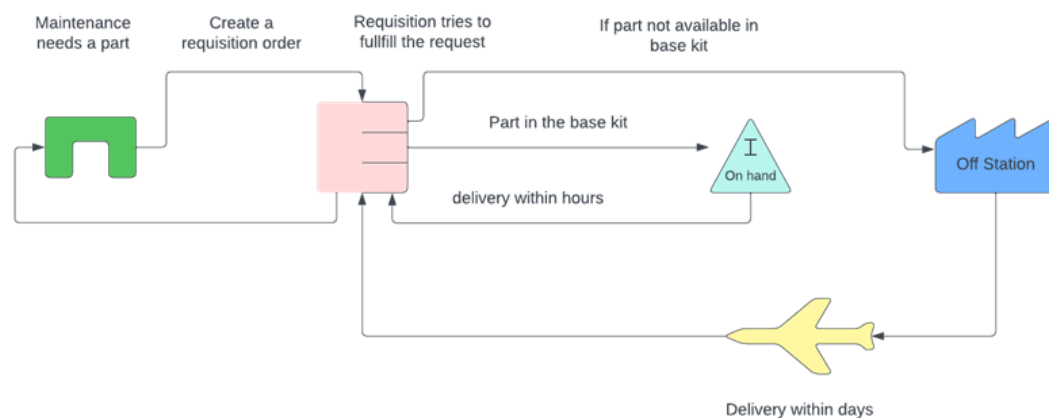 Maintenance
needs a part
Create a
requisition order
Requisition tries to
fullfill the request
If part not available in
base kit
Part in the base kit
I
On hand
Off Station
delivery within hours
Delivery within days